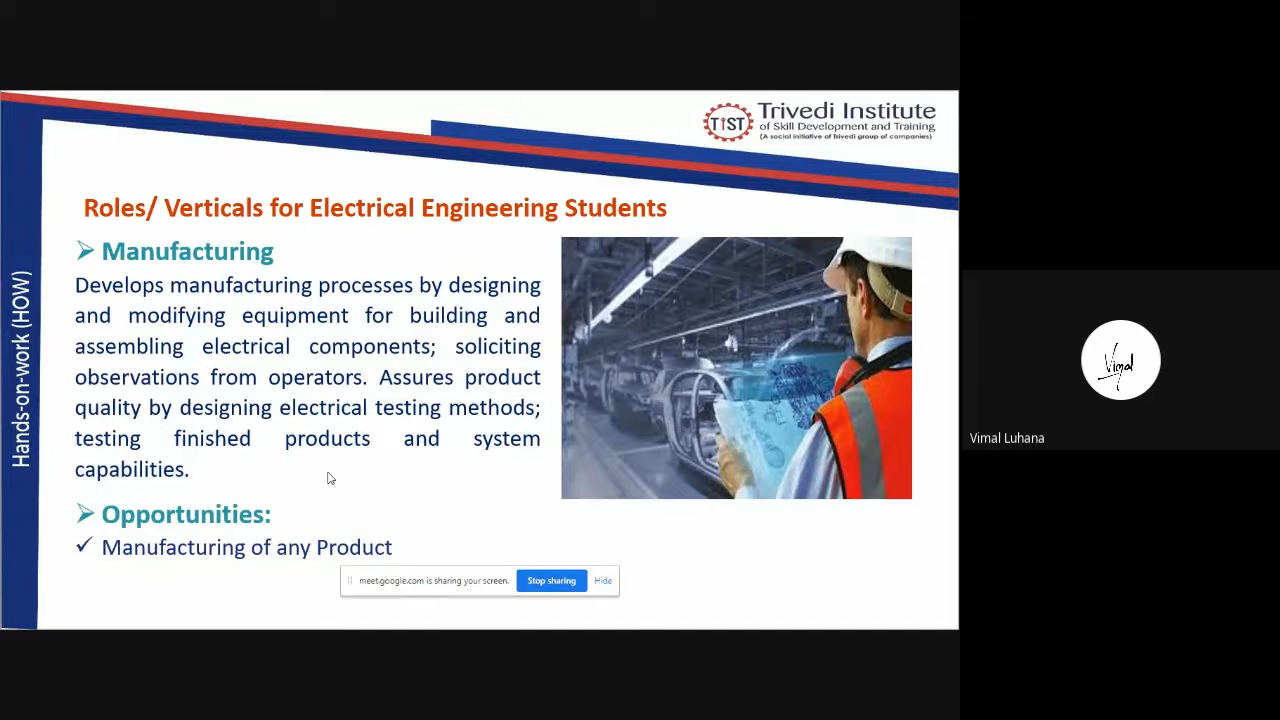 TiST
Trivedi Institute
of Skill Development and Training
(A social initiative of Trivedi group of companies)
Hands-on-work (HOW)
Roles/ Verticals for Electrical Engineering Students
Manufacturing
Develops manufacturing processes by designing
and modifying equipment for building and
assembling electrical components; soliciting
observations from operators. Assures product
quality by designing electrical testing methods;
testing finished products and system
capabilities.
Opportunities:
Manufacturing of any Product
meet.google.com is sharing your screen.
Stop sharing
Hide
Vimal
Vimal Luhana